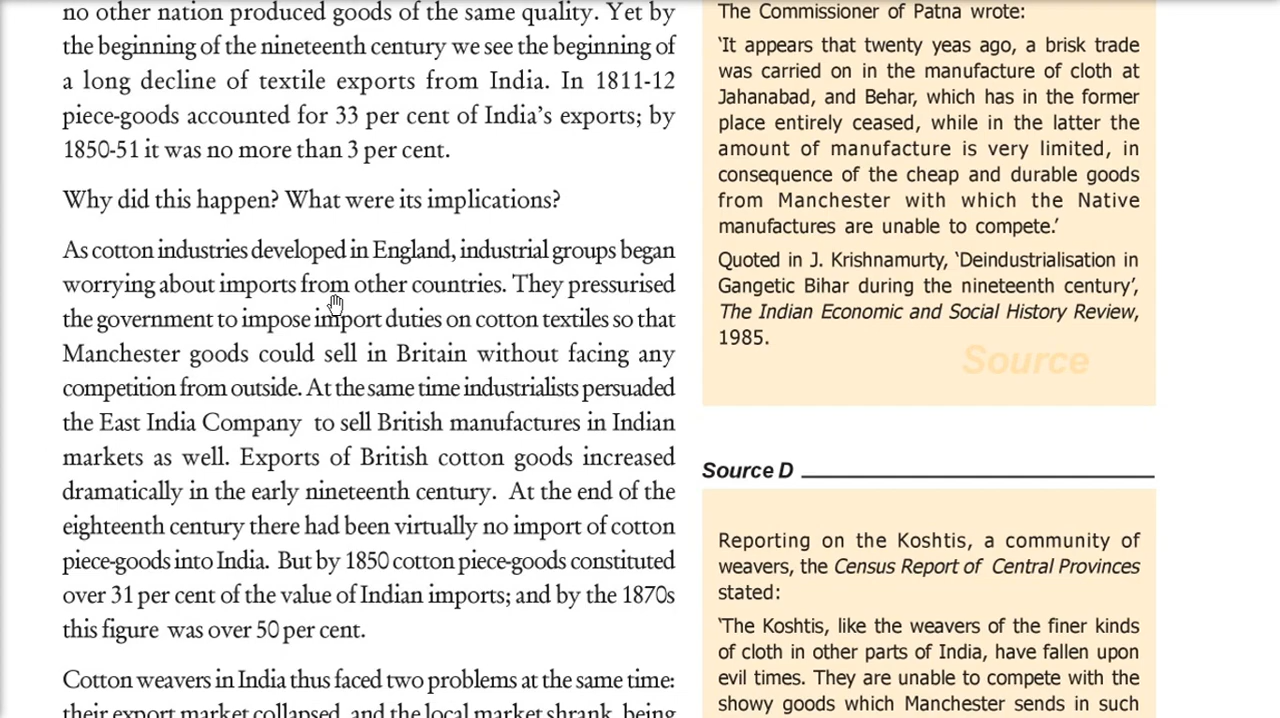 no other nation produced goods of the same quality. Yet by
the beginning of the nineteenth century we see the beginning of
a long decline of textile exports from India. In 1811-12
piece-goods accounted for 33 per cent of India's exports; by
1850-51 it was no more than 3 per cent.
Why did this happen? What were its implications?
As cotton industries developed in England, industrial groups began
worrying about imports from other countries. They pressurised
the government to impose import duties on cotton textiles so that
Manchester goods could sell in Britain without facing any
competition from outside. At the same time industrialists persuaded
the East India Company to sell British manufactures in Indian
markets as well. Exports of British cotton goods increased
dramatically in the early nineteenth century. At the end of the
eighteenth century there had been virtually no import of cotton
piece-goods into India. But by 1850 cotton piece-goods constituted
over 31 per cent of the value of Indian imports; and by the 1870s
this figure was over 50 per cent.
Cotton weavers in India thus faced two problems at the same time:
their export market collapsed, and the local market shrank, being
The Commissioner of Patna wrote:
'It appears that twenty yeas ago, a brisk trade
was carried on in the manufacture of cloth at
Jahanabad, and Behar, which has in the former
place entirely ceased, while in the latter the
amount of manufacture is very limited, in
consequence of the cheap and durable goods
from Manchester with which the Native
manufactures are unable to compete.'
Quoted in J. Krishnamurty, 'Deindustrialisation in
Gangetic Bihar during the nineteenth century',
The Indian Economic and Social History Review,
1985.
Source
Source D
Reporting on the Koshtis, a community of
weavers, the Census Report of Central Provinces
stated:
'The Koshtis, like the weavers of the finer kinds
of cloth in other parts of India, have fallen upon
evil times. They are unable to compete with the
showy goods which Manchester sends in such